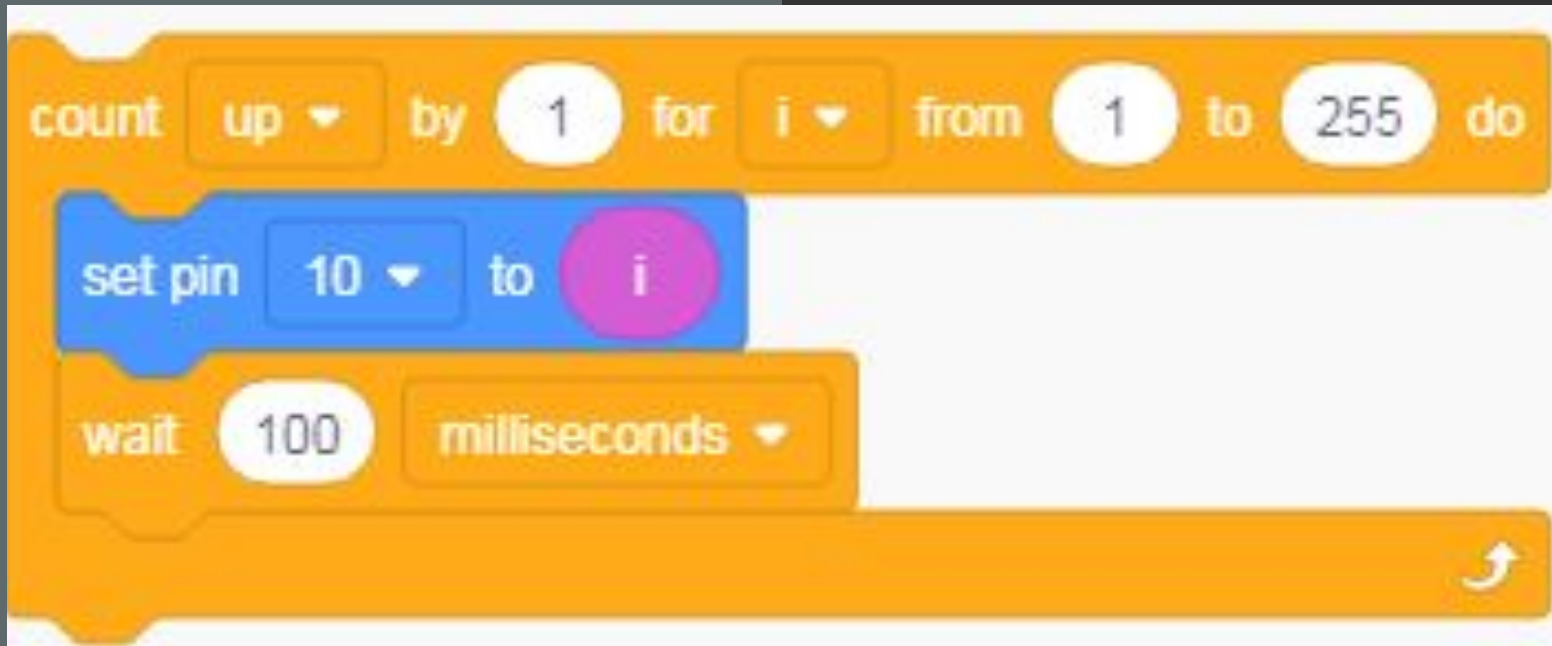 count up by 1 for i from 1 to 255 do
set pin 10 to i
wait 100 milliseconds